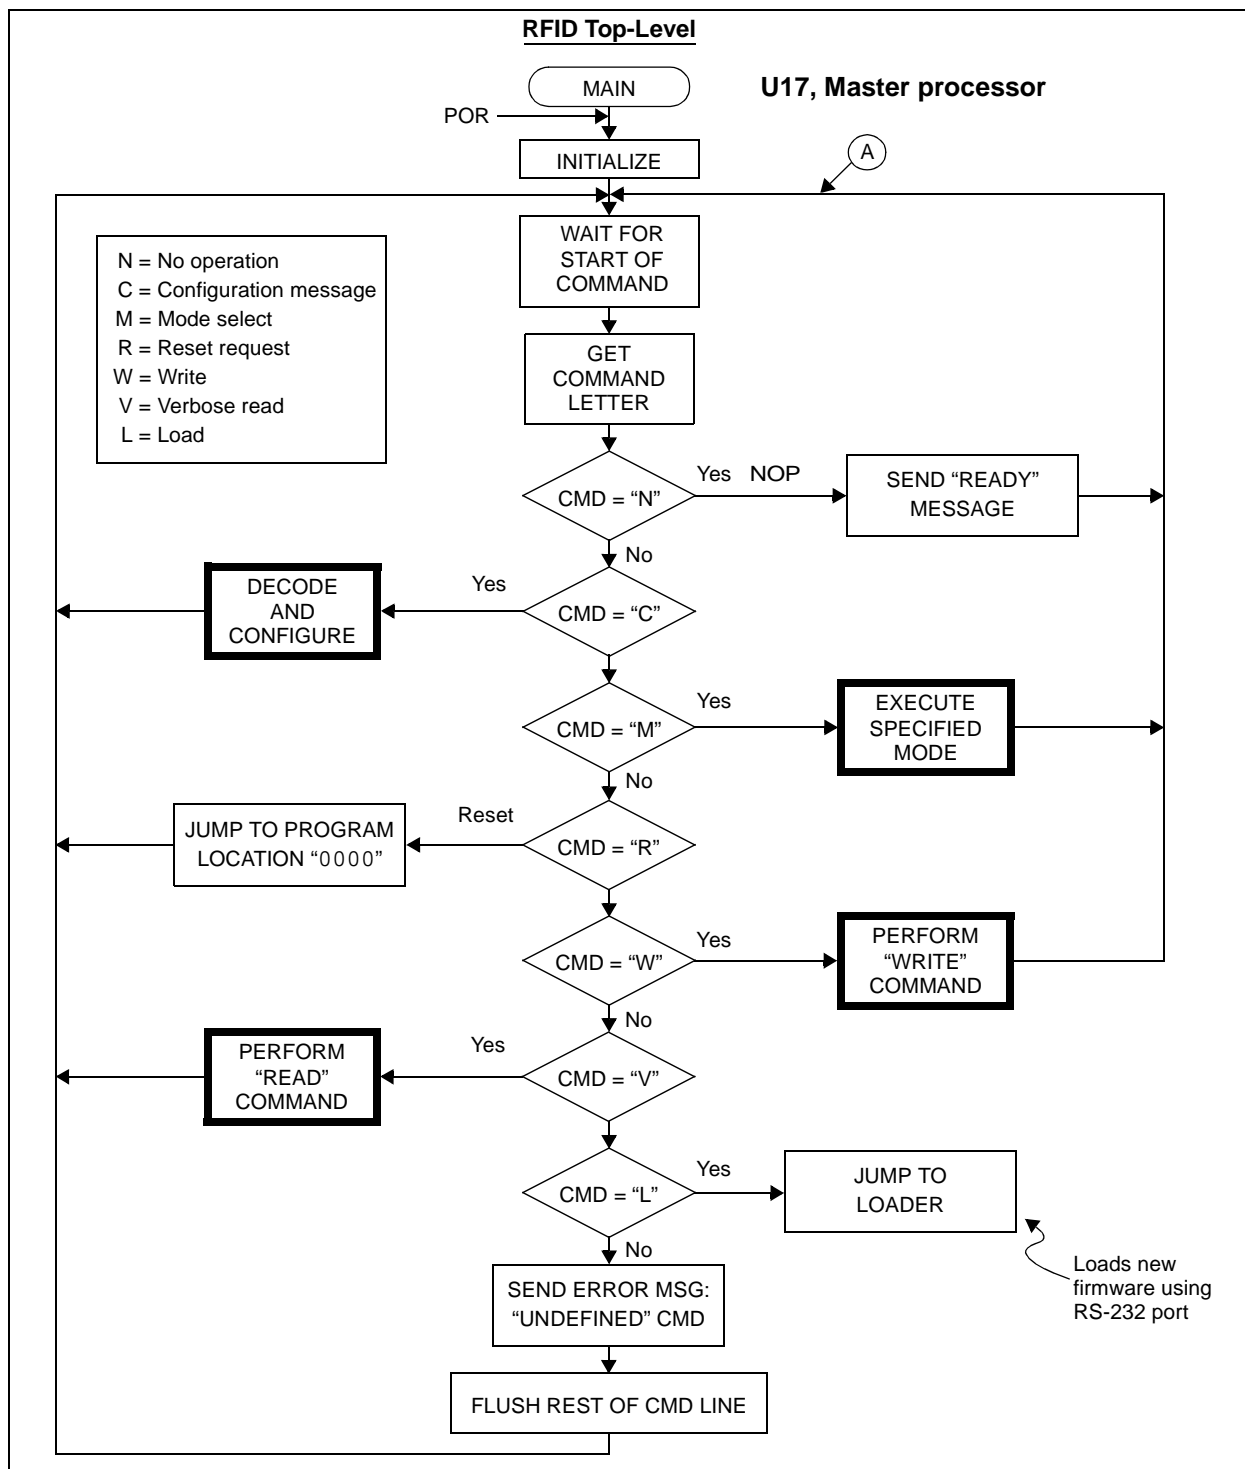 RFID Top-Level
MAIN
U17, Master processor
POR
INITIALIZE
A
WAIT FOR
START OF
COMMAND
N = No operation
C = Configuration message
M = Mode select
R = Reset request
W = Write
V = Verbose read
L = Load
GET
COMMAND
LETTER
CMD = “N”
Yes NOP
SEND “READY”
MESSAGE
No
DECODE
AND
CONFIGURE
Yes
CMD = “C”
CMD = “M”
Yes
EXECUTE
SPECIFIED
MODE
No
JUMP TO PROGRAM
LOCATION “0000”
Reset
CMD = “R”
CMD = “W”
Yes
PERFORM
“WRITE”
COMMAND
No
PERFORM
“READ”
COMMAND
Yes
CMD = “V”
CMD = “L”
Yes
JUMP TO
LOADER
No
Loads new
firmware using
RS-232 port
SEND ERROR MSG:
“UNDEFINED” CMD
FLUSH REST OF CMD LINE